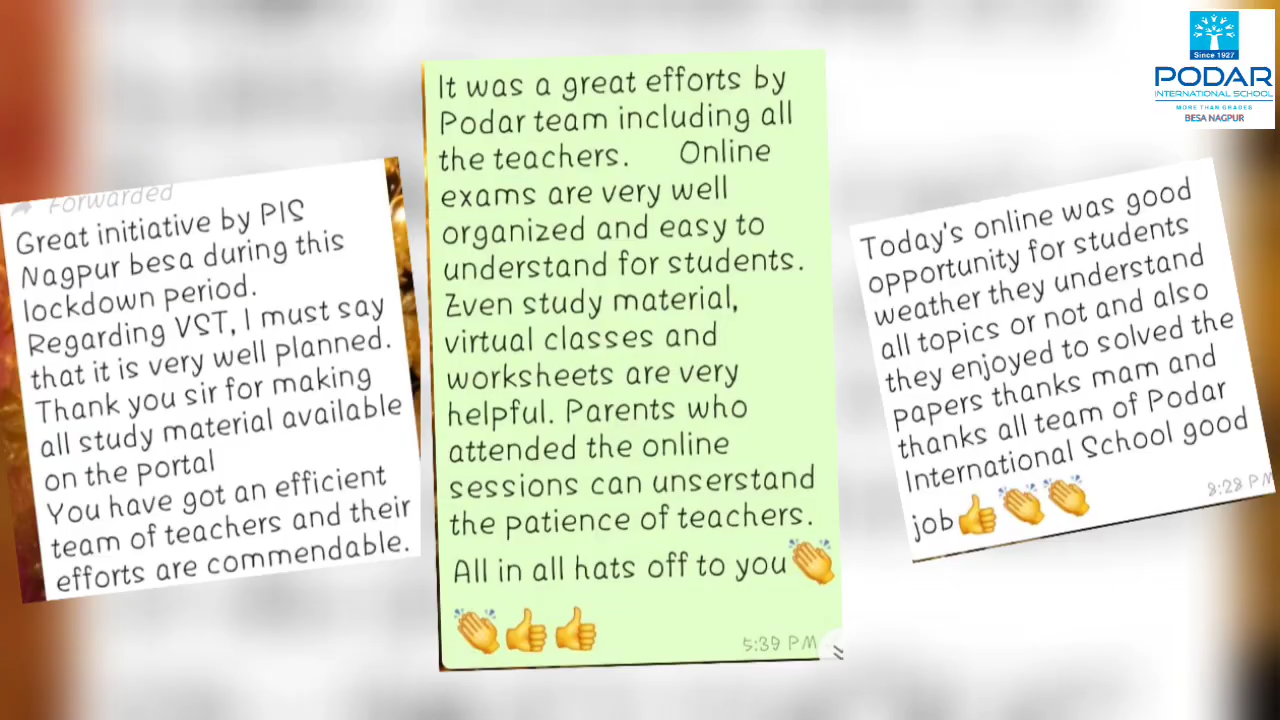 Forwarded
Great initiative by PIS
Nagpur besa during this
lockdown period.
Regarding VST, I must say
that it is very well planned.
Thank you sir for making
all study material available
on the portal
You have got an efficient
team of teachers and their
efforts are commendable.
It was a great efforts by
Podar team including all
the teachers. Online
exams are very well
organized and easy to
understand for students.
Even study material,
virtual classes and
worksheets are very
helpful. Parents who
attended the online
sessions can unserstand
the patience of teachers.
All in all hats off to you👏
👏👍👍
5:39 PM
Today's online was good
opportunity for students
weather they understand
all topics or not and also
they enjoyed to solved the
papers thanks mam and
thanks all team of Podar
International School good
job👍👏👏
8:28 PM
Since 1927
PODAR
INTERNATIONAL SCHOOL
MORE THAN GRADES
BESA NAGPUR